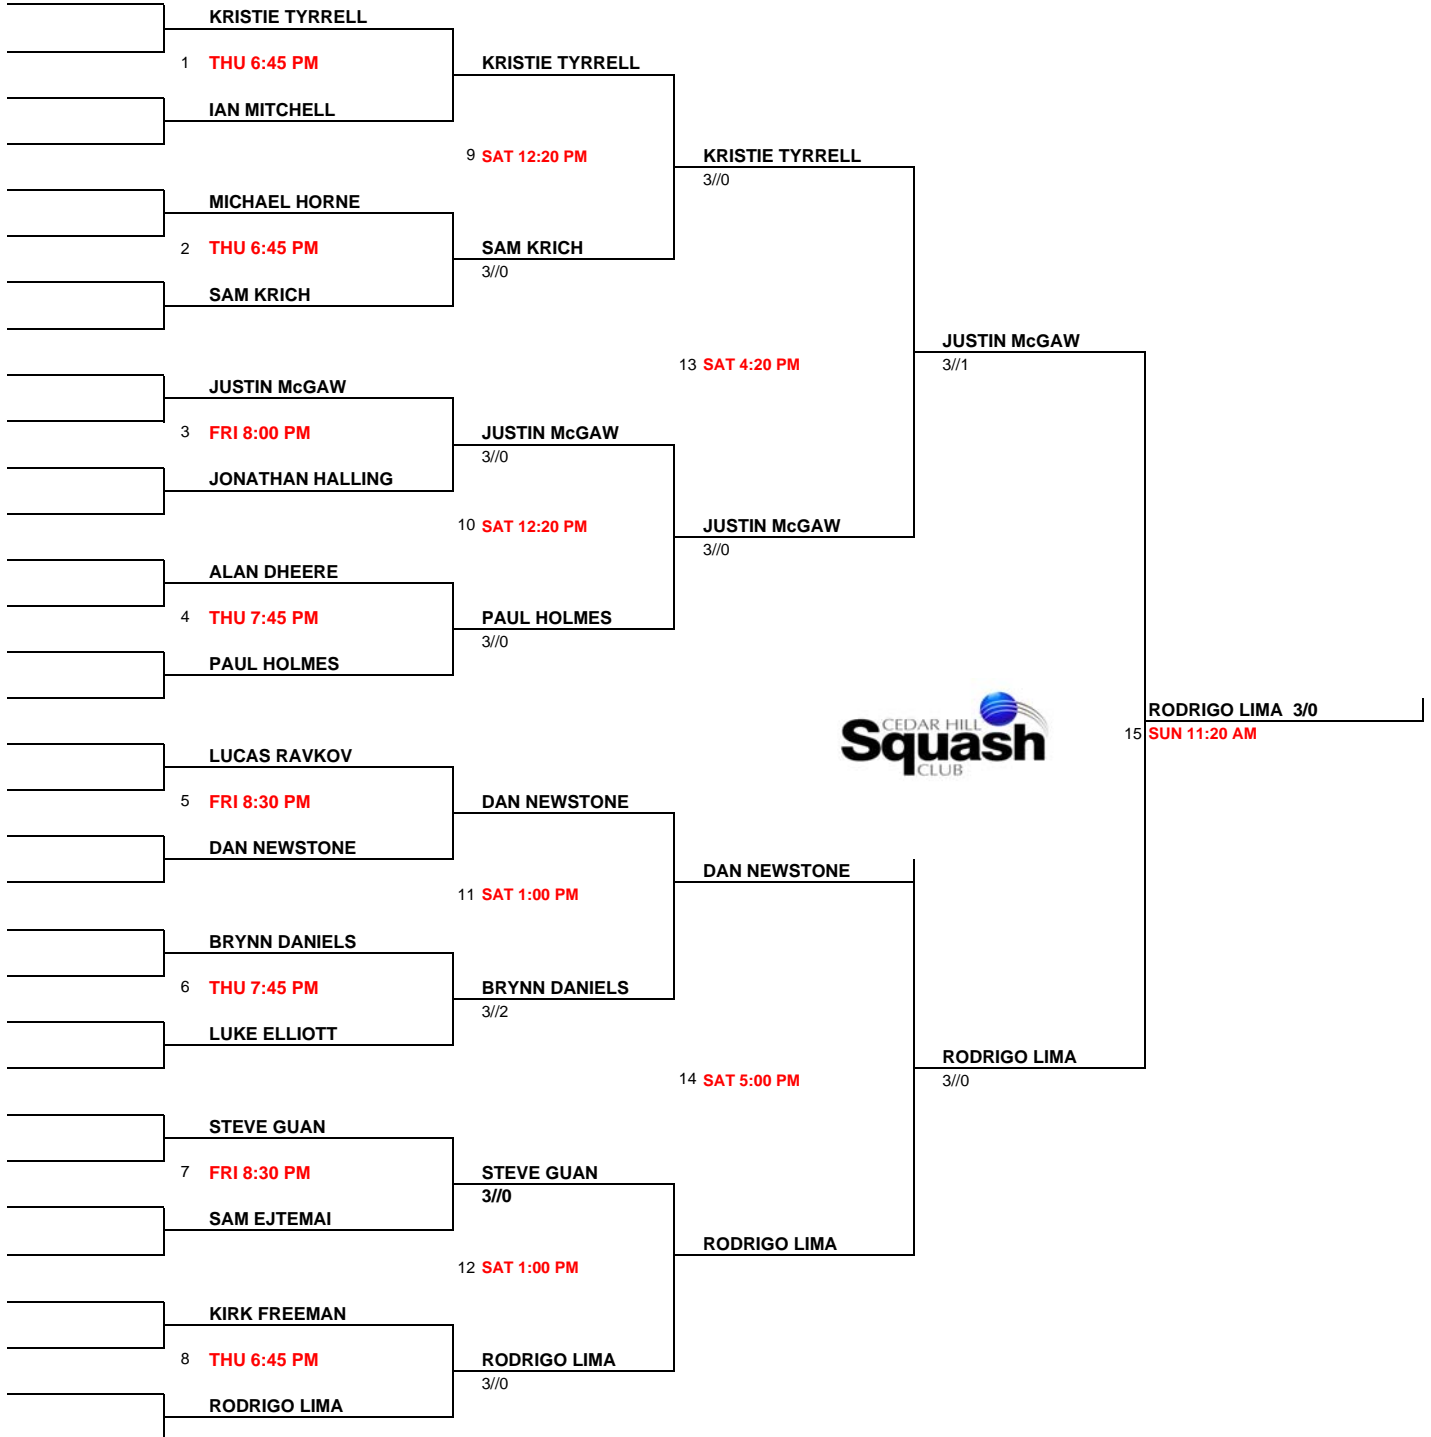 KRISTIE TYRRELL
1 THU 6:45 PM
KRISTIE TYRRELL
IAN MITCHELL
9 SAT 12:20 PM
KRISTIE TYRRELL
3//0
MICHAEL HORNE
2 THU 6:45 PM
SAM KRICH
3//0
SAM KRICH
JUSTIN McGAW
13 SAT 4:20 PM
3//1
JUSTIN McGAW
3 FRI 8:00 PM
JUSTIN McGAW
3//0
JONATHAN HALLING
10 SAT 12:20 PM
JUSTIN McGAW
3//0
ALAN DHEERE
4 THU 7:45 PM
PAUL HOLMES
3//0
PAUL HOLMES
CEDAR HILL
Squash
CLUB
RODRIGO LIMA 3/0
15 SUN 11:20 AM
LUCAS RAVKOV
5 FRI 8:30 PM
DAN NEWSTONE
DAN NEWSTONE
DAN NEWSTONE
11 SAT 1:00 PM
BRYNN DANIELS
6 THU 7:45 PM
BRYNN DANIELS
3//2
LUKE ELLIOTT
RODRIGO LIMA
14 SAT 5:00 PM
3//0
STEVE GUAN
7 FRI 8:30 PM
STEVE GUAN
3//0
SAM EJTEMAI
RODRIGO LIMA
12 SAT 1:00 PM
KIRK FREEMAN
8 THU 6:45 PM
RODRIGO LIMA
3//0
RODRIGO LIMA